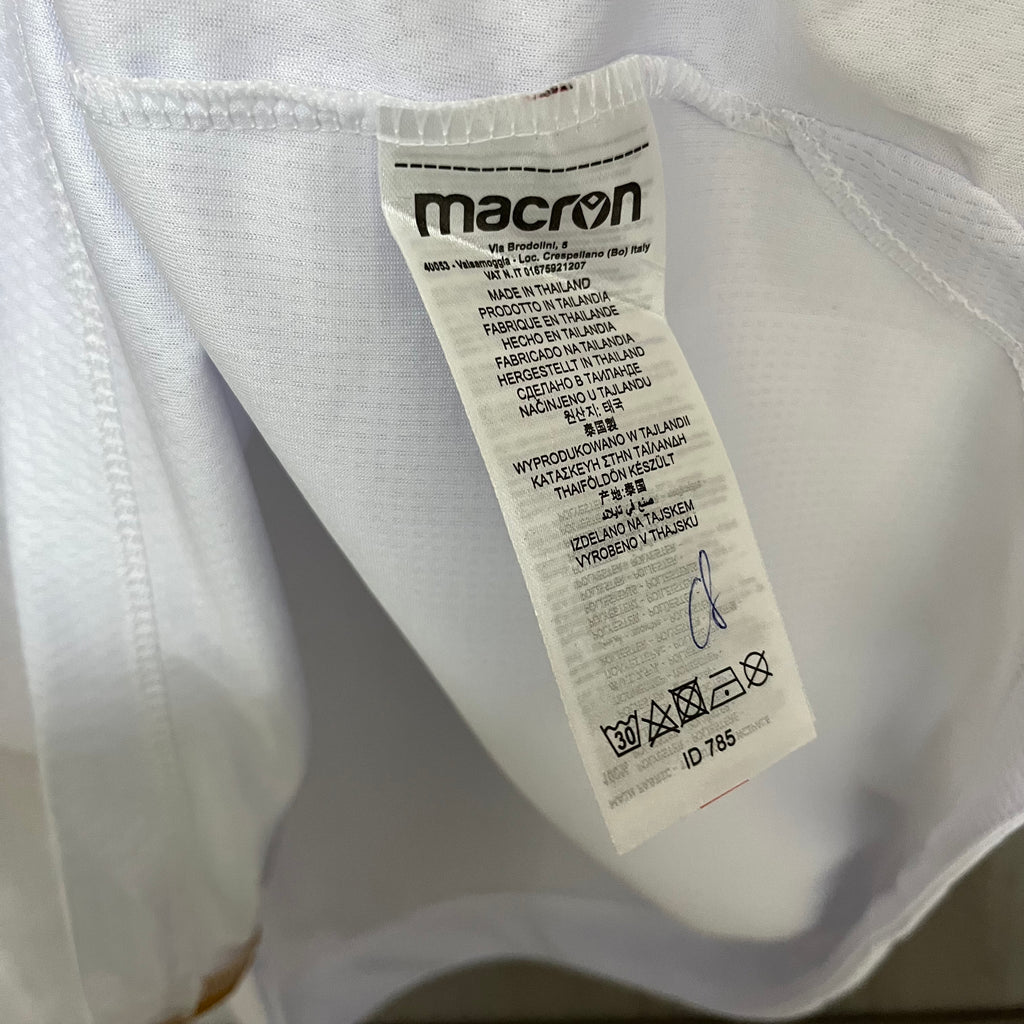 macron
Via Brodolini, 5
40053 - Valsamoggia - Loc. Crespellano (Bo) Italy
VAT N. IT 01675921207
MADE IN THAILAND
PRODOTTO IN TAILANDIA
FABRIQUE EN THAILANDE
HECHO EN TAILANDIA
FABRICADO NA TAILANDIA
HERGESTELLT IN THAILAND
СДЕЛАНО В ТАИЛАНДЕ
NAČINJENO U TAJLANDU
원산지: 태국
泰国製
WYPRODUKOWANO W TAJLANDII
ΚΑΤΑΣΚΕΥΗ ΣΤΗΝ ΤΑΪΛΑΝΔΗ
THAIFÖLDÖN KÉSZÜLT
产地:泰国
صنع في تايلاند
IZDELANO NA TAJSKEM
VYROBENO V THAJSKU
30
ID 785